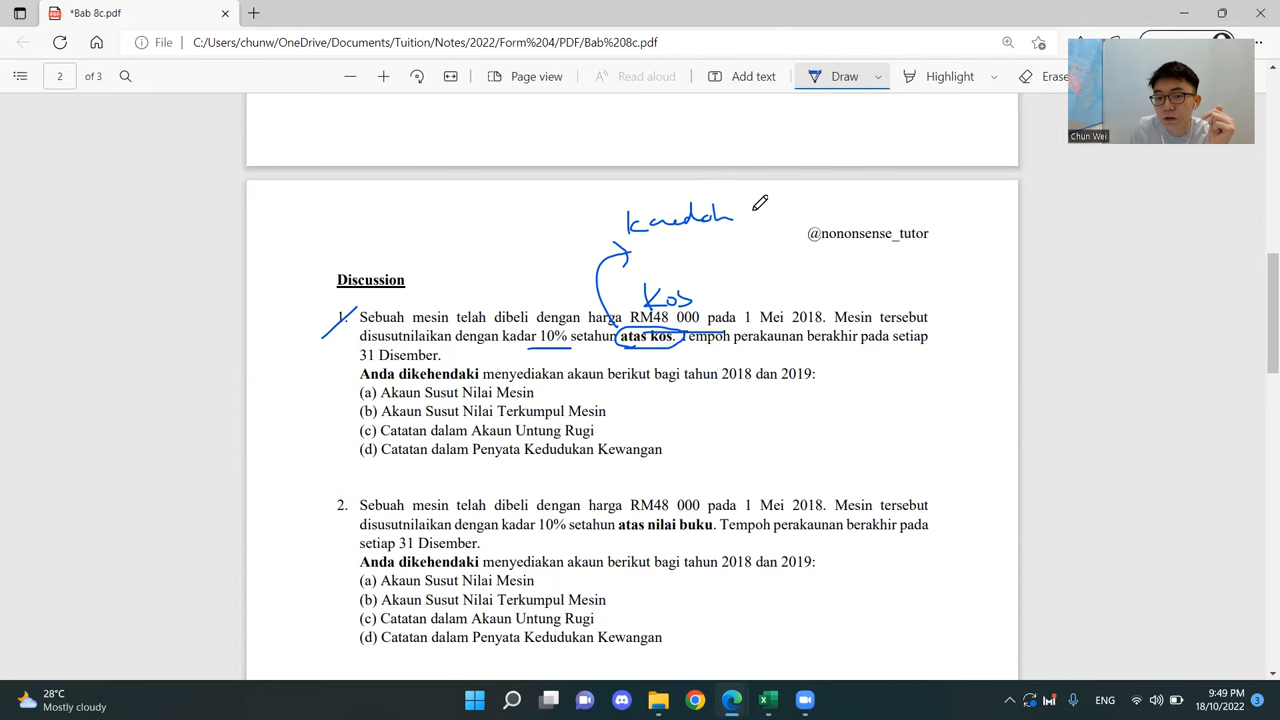 *Bab 8c.pdf
File
C:/Users/chunw/OneDrive/Documents/Tuition/Notes/2022/Form%204/PDF/Bab%208c.pdf
2 of 3
Page view
Read aloud
Add text
Draw
Highlight
Erase
Chun Wei
Kaedah
@nononsense_tutor
Discussion
Kos
1. Sebuah mesin telah dibeli dengan harga RM48 000 pada 1 Mei 2018. Mesin tersebut
disusutnilaikan dengan kadar 10% setahun atas kos. Tempoh perakaunan berakhir pada setiap
31 Disember.
Anda dikehendaki menyediakan akaun berikut bagi tahun 2018 dan 2019:
(a) Akaun Susut Nilai Mesin
(b) Akaun Susut Nilai Terkumpul Mesin
(c) Catatan dalam Akaun Untung Rugi
(d) Catatan dalam Penyata Kedudukan Kewangan
2. Sebuah mesin telah dibeli dengan harga RM48 000 pada 1 Mei 2018. Mesin tersebut
disusutnilaikan dengan kadar 10% setahun atas nilai buku. Tempoh perakaunan berakhir pada
setiap 31 Disember.
Anda dikehendaki menyediakan akaun berikut bagi tahun 2018 dan 2019:
(a) Akaun Susut Nilai Mesin
(b) Akaun Susut Nilai Terkumpul Mesin
(c) Catatan dalam Akaun Untung Rugi
(d) Catatan dalam Penyata Kedudukan Kewangan
28°C
Mostly cloudy
ENG
9:49 PM
18/10/2022
3